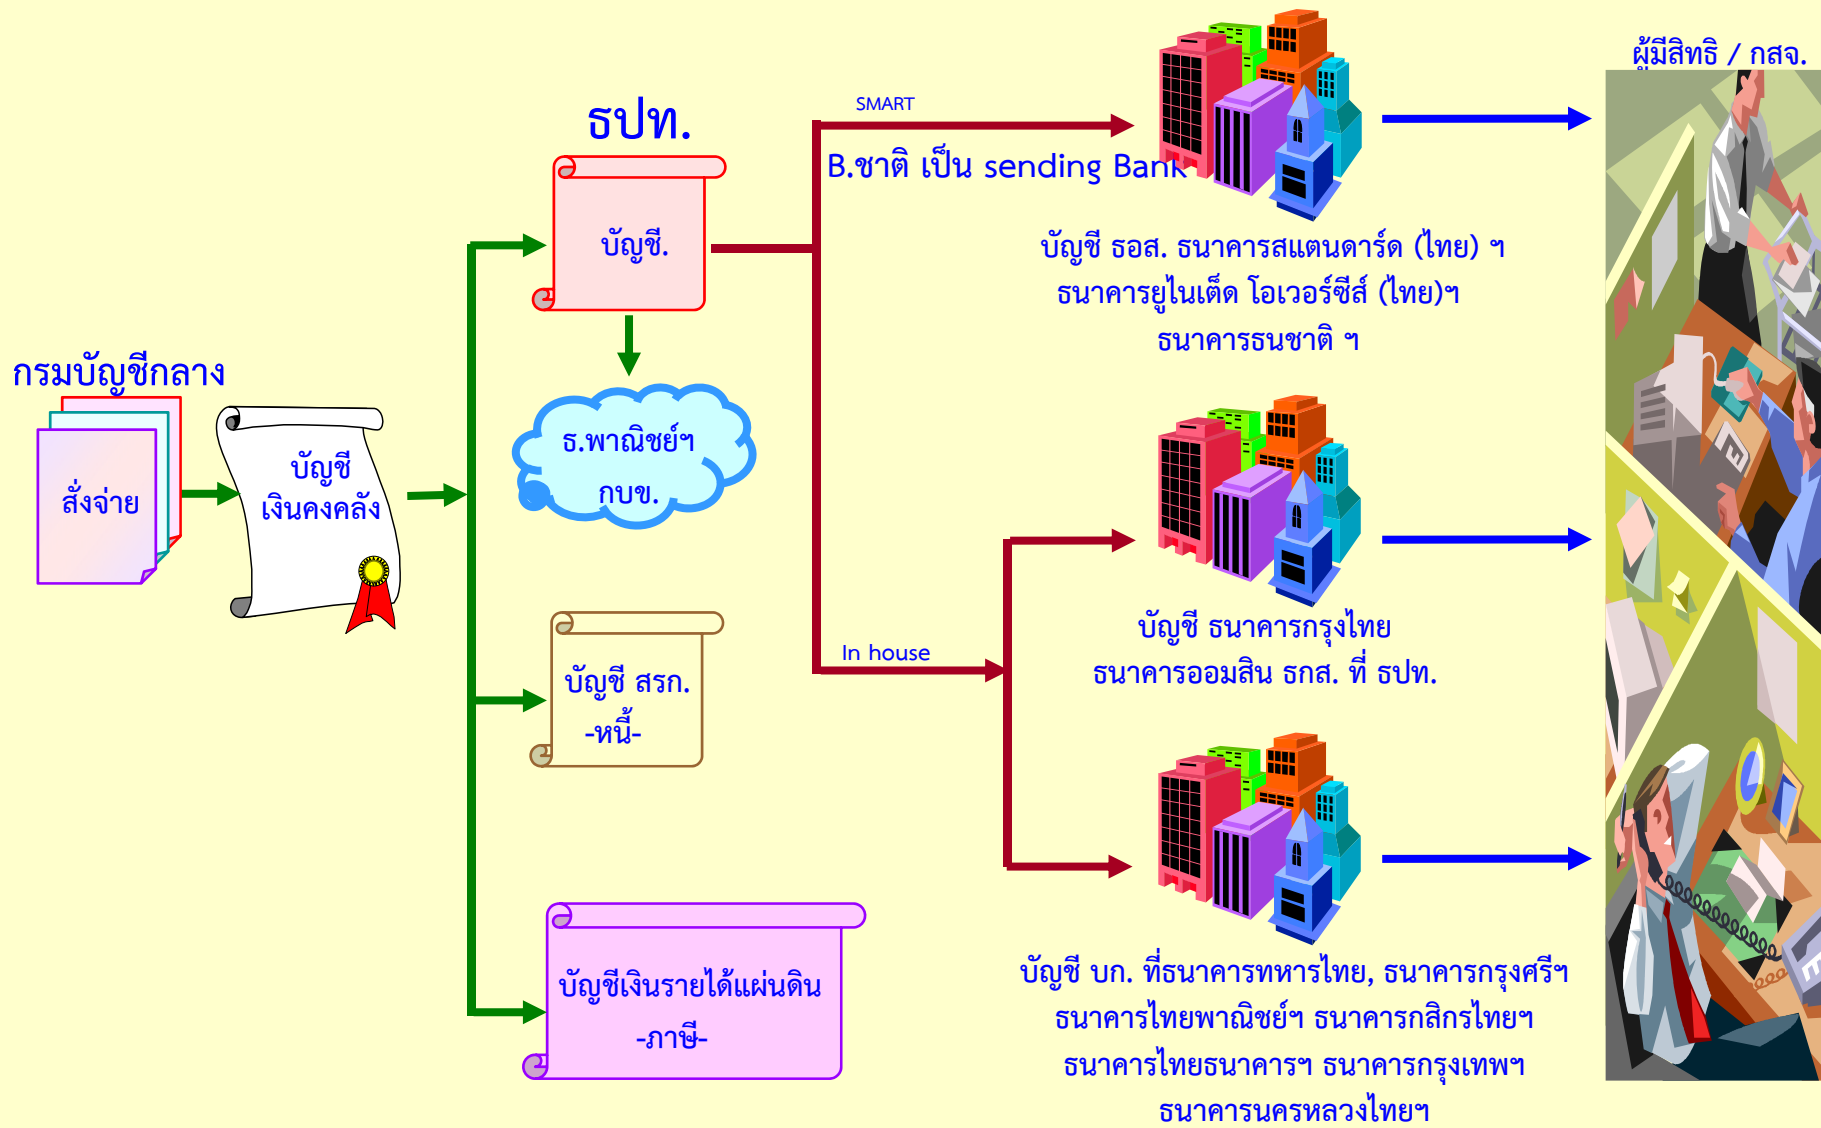 กรมบัญชีกลาง
สั่งจ่าย
บัญชี
เงินคงคลัง
ธปท.
บัญชี.
ธ.พาณิชย์ฯ
กบข.
บัญชี สรก.
-หนี้-
บัญชีเงินรายได้แผ่นดิน
-ภาษี-
SMART
B.ชาติ เป็น sending Bank
บัญชี ธอส. ธนาคารสแตนดาร์ด (ไทย) ฯ
ธนาคารยูไนเต็ด โอเวอร์ซีส์ (ไทย)ฯ
ธนาคารธนชาติ ฯ
In house
บัญชี ธนาคารกรุงไทย
ธนาคารออมสิน ธกส. ที่ ธปท.
บัญชี บก. ที่ธนาคารทหารไทย, ธนาคารกรุงศรีฯ
ธนาคารไทยพาณิชย์ฯ ธนาคารกสิกรไทยฯ
ธนาคารไทยธนาคารฯ ธนาคารกรุงเทพฯ
ธนาคารนครหลวงไทยฯ
ผู้มีสิทธิ / กสจ.